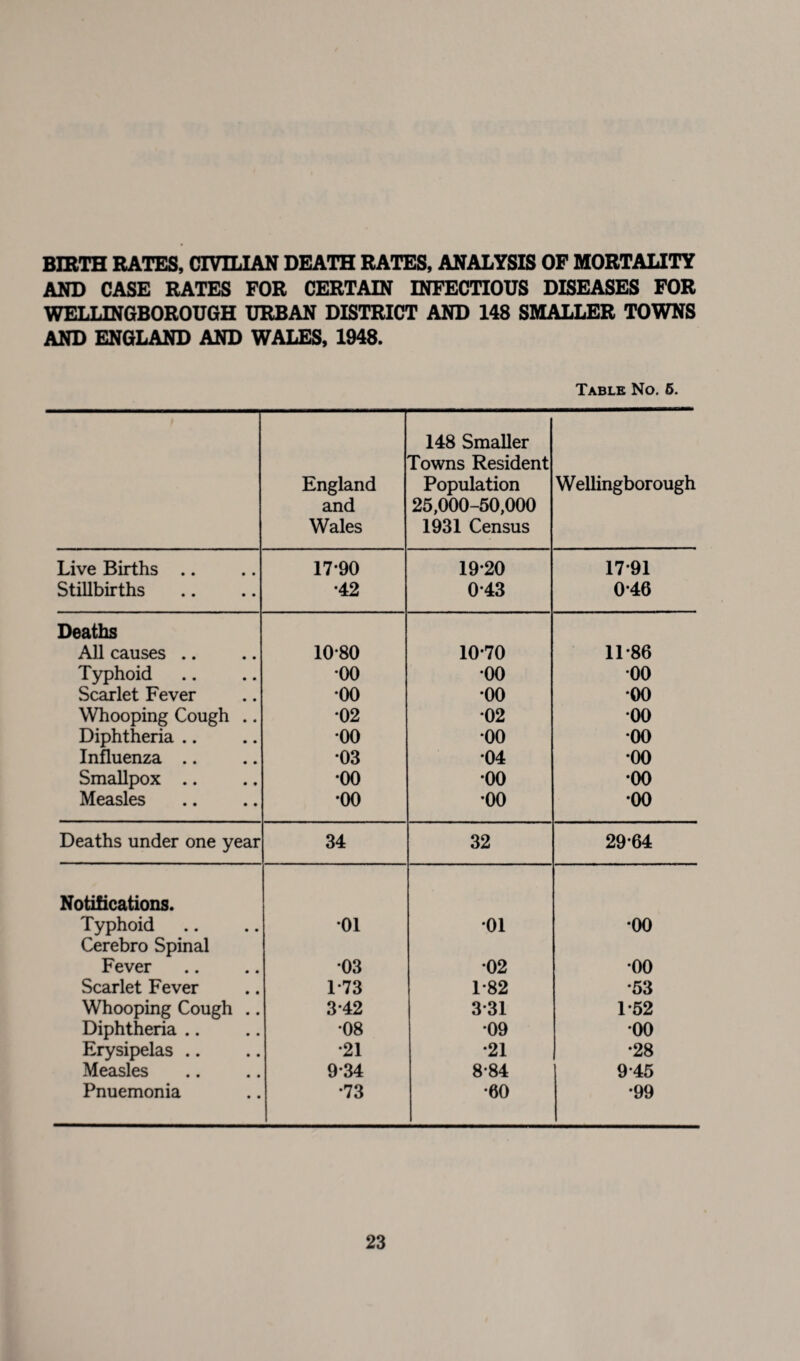 BIRTH RATES, CIVILIAN DEATH RATES, ANALYSIS OF MORTALITY
AND CASE RATES FOR CERTAIN INFECTIOUS DISEASES FOR
WELLINGBOROUGH URBAN DISTRICT AND 148 SMALLER TOWNS
AND ENGLAND AND WALES, 1948.
Table No. 5.
England
and
Wales
148 Smaller
Towns Resident
Population
25,000-50,000
1931 Census
Wellingborough
Live Births .. .. 17·90 19·20 17·91
Stillbirths .. .. ·42 0·43 0·46
Deaths
All causes .. .. 10·80 10·70 11·86
Typhoid .. .. ·00 ·00 ·00
Scarlet Fever .. ·00 ·00 ·00
Whooping Cough .. ·02 ·02 ·00
Diphtheria .. .. ·00 ·00 ·00
Influenza .. .. ·03 ·04 ·00
Smallpox .. .. ·00 ·00 ·00
Measles .. .. ·00 ·00 ·00
Deaths under one year 34 32 29·64
Notifications.
Typhoid .. .. ·01 ·01 ·00
Cerebro Spinal
Fever .. .. ·03 ·02 ·00
Scarlet Fever .. 1·73 1·82 ·53
Whooping Cough .. 3·42 3·31 1·52
Diphtheria .. .. ·08 ·09 ·00
Erysipelas .. .. ·21 ·21 ·28
Measles .. .. 9·34 8·84 9·45
Pnuemonia .. ·73 ·60 ·99
23